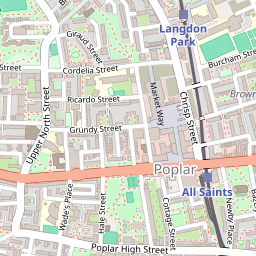 Langdon
Park
Giraud Street
Burcham Street
Street
Cordelia Street
Brown
Ricardo Street
Market Way
Chrisp Street
Upper North Street
Grundy Street
Poplar
All Saints
Wade's Place
Hale Street
Cottage Street
Newby Place
Poplar High Street